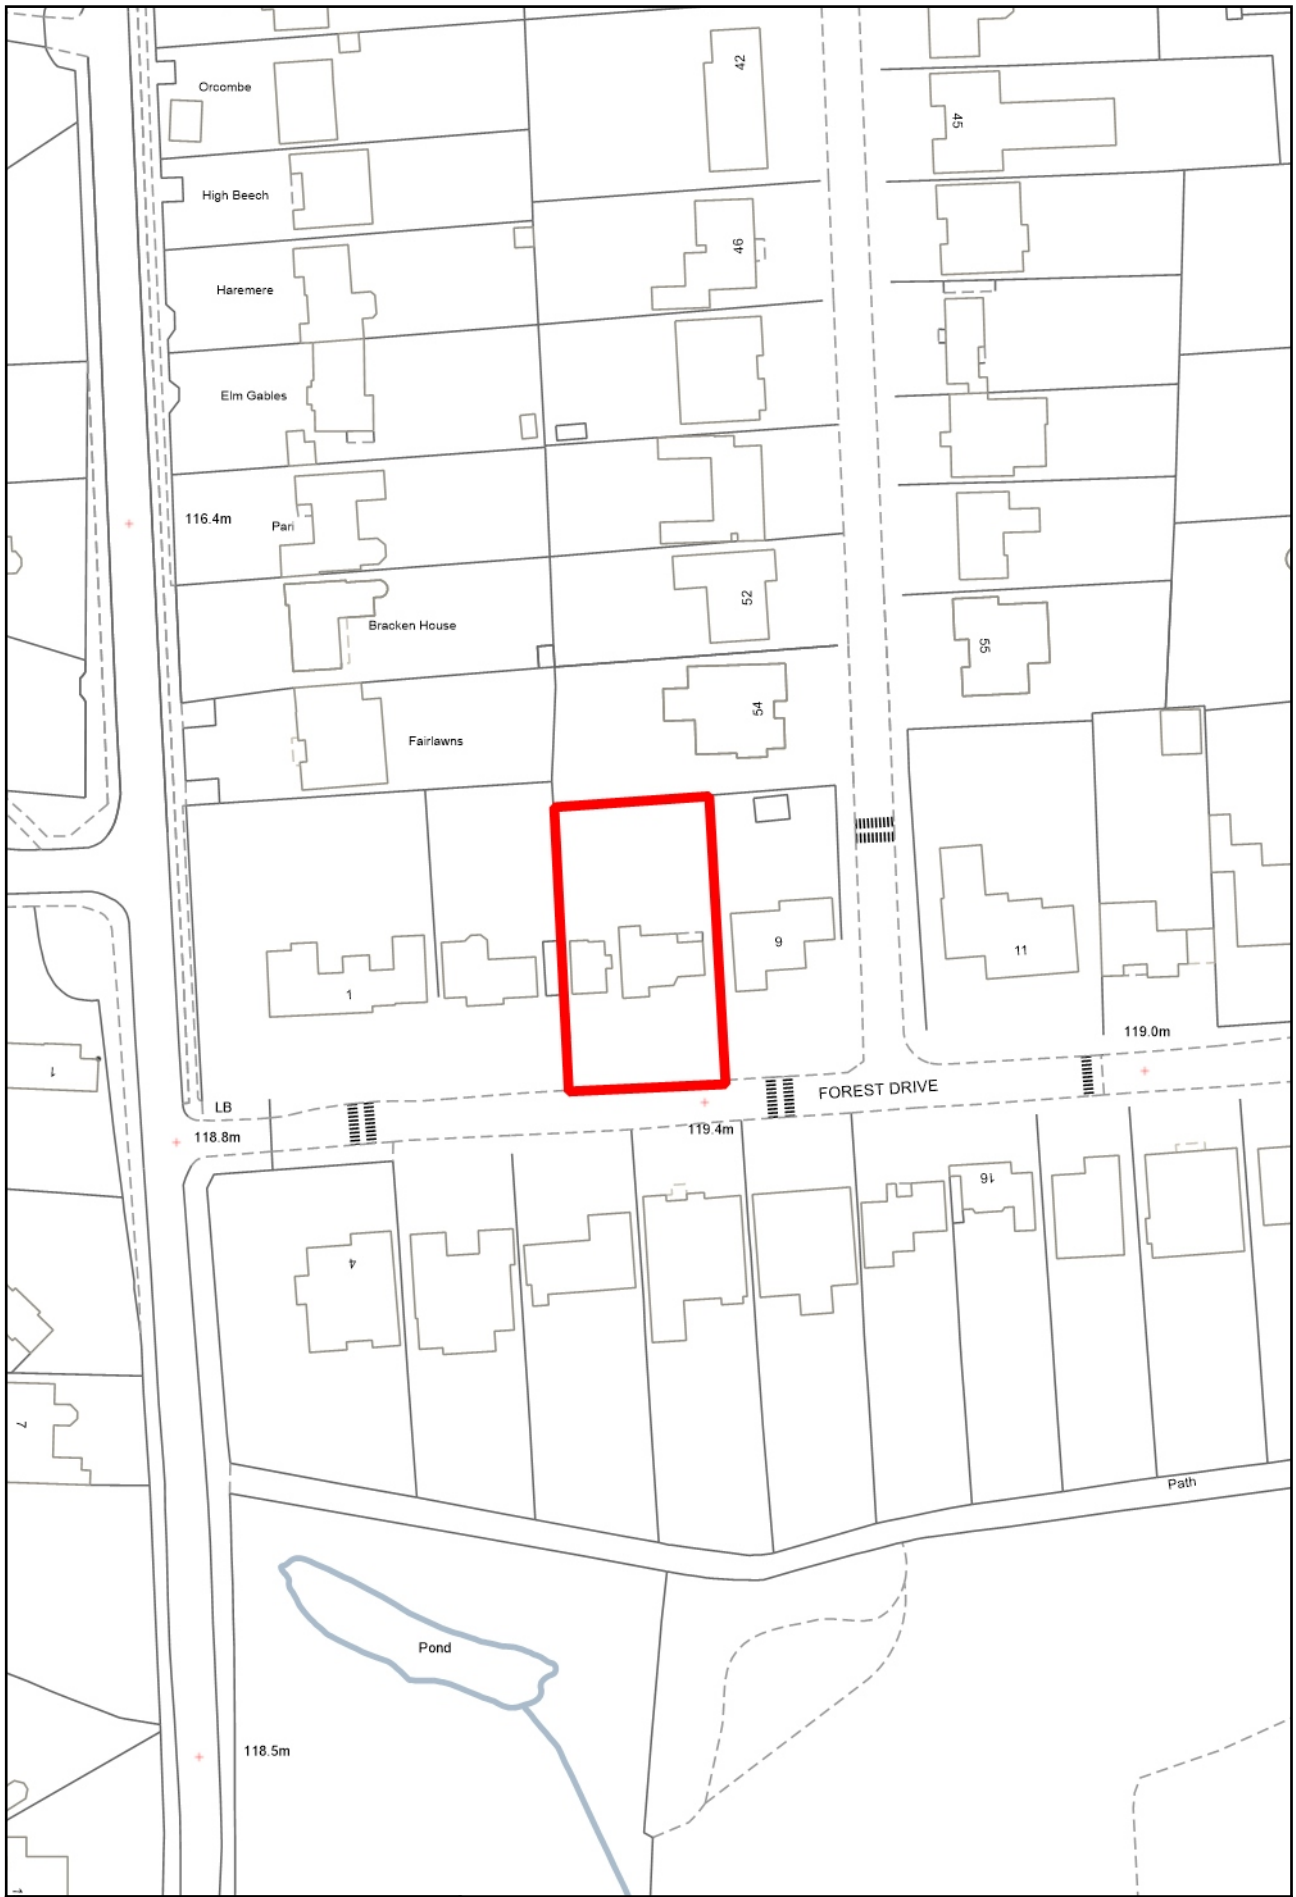 42
Orcombe
45
High Beech
46
Haremere
Elm Gables
116.4m
Pari
52
Bracken House
55
54
Fairlawns
9
11
1
119.0m
1
FOREST DRIVE
LB
118.8m
119.4m
16
4
7
Path
Pond
118.5m
1